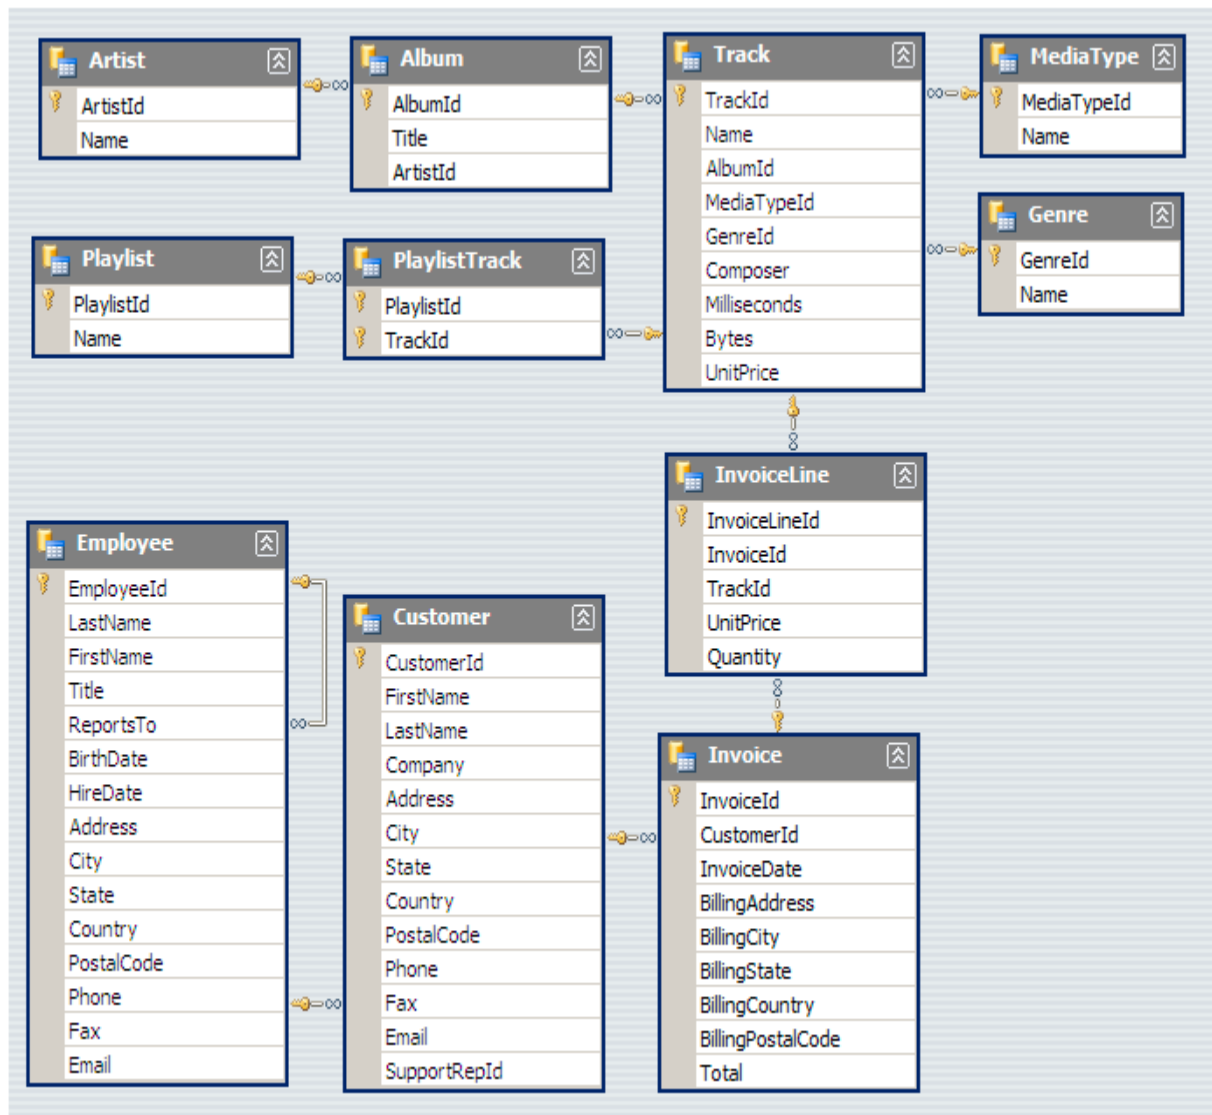 Artist
ArtistId
Name
Album
AlbumId
Title
ArtistId
Track
TrackId
Name
AlbumId
MediaTypeId
GenreId
Composer
Milliseconds
Bytes
UnitPrice
MediaType
MediaTypeId
Name
Genre
GenreId
Name
Playlist
PlaylistId
Name
PlaylistTrack
PlaylistId
TrackId
InvoiceLine
InvoiceLineId
InvoiceId
TrackId
UnitPrice
Quantity
Employee
EmployeeId
LastName
FirstName
Title
ReportsTo
BirthDate
HireDate
Address
City
State
Country
PostalCode
Phone
Fax
Email
Customer
CustomerId
FirstName
LastName
Company
Address
City
State
Country
PostalCode
Phone
Fax
Email
SupportRepId
Invoice
InvoiceId
CustomerId
InvoiceDate
BillingAddress
BillingCity
BillingState
BillingCountry
BillingPostalCode
Total